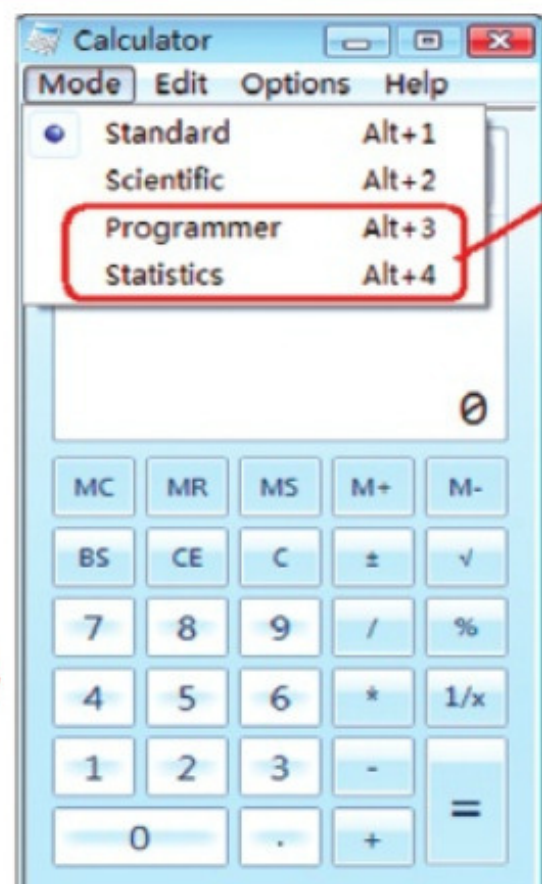 Calculator
Mode Edit Options Help
Standard Alt+1
Scientific Alt+2
Programmer Alt+3
Statistics Alt+4
0
MC MR MS M+ M-
BS CE C ± √
7 8 9 / %
4 5 6 * 1/x
1 2 3 -
=
0 . +